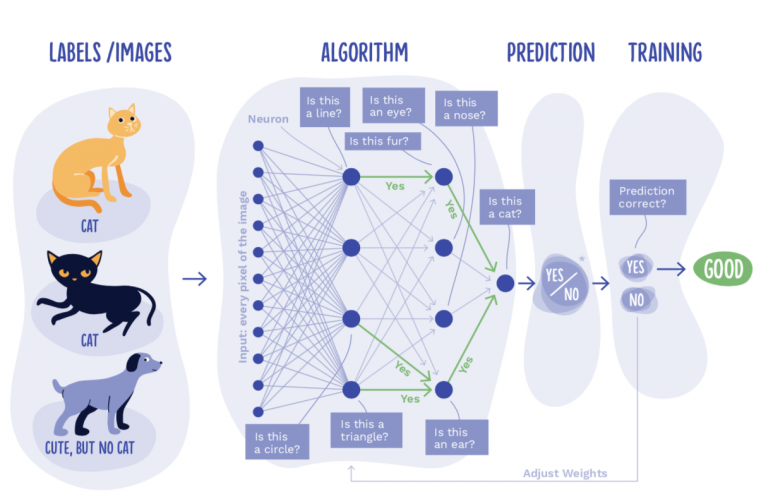 LABELS /IMAGES
ALGORITHM
PREDICTION
TRAINING
Neuron
Is this
a line?
Is this
an eye?
Is this
a nose?
Is this fur?
Yes
Yes
Is this
a cat?
Prediction
correct?
CAT
Input: every pixel of the image
YES/
NO
*
YES
GOOD
NO
CAT
Yes
Yes
Yes
Is this
a circle?
Is this a
triangle?
Is this
an ear?
CUTE, BUT NO CAT
Adjust Weights